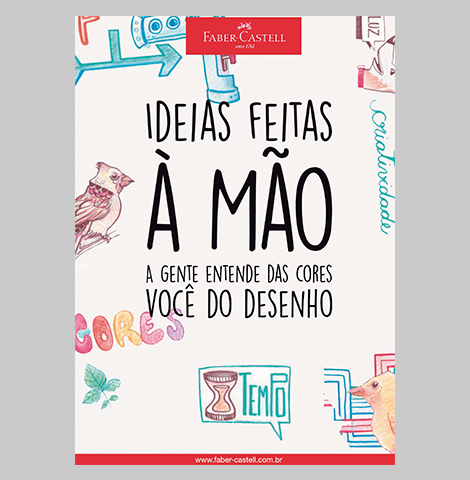 FABER-CASTELL
since 1761
LUZ
criatividade
IDEIAS FEITAS
À MÃO
A GENTE ENTENDE DAS CORES
VOCÊ DO DESENHO
CORES
TEMPO
www.faber-castell.com.br